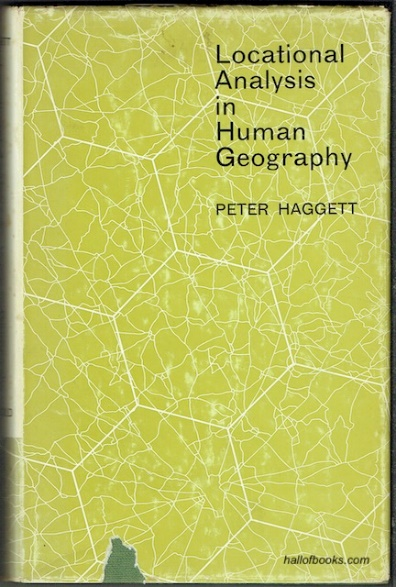 Locational
Analysis
in
Human
Geography
PETER HAGGETT
hallofbooks.com